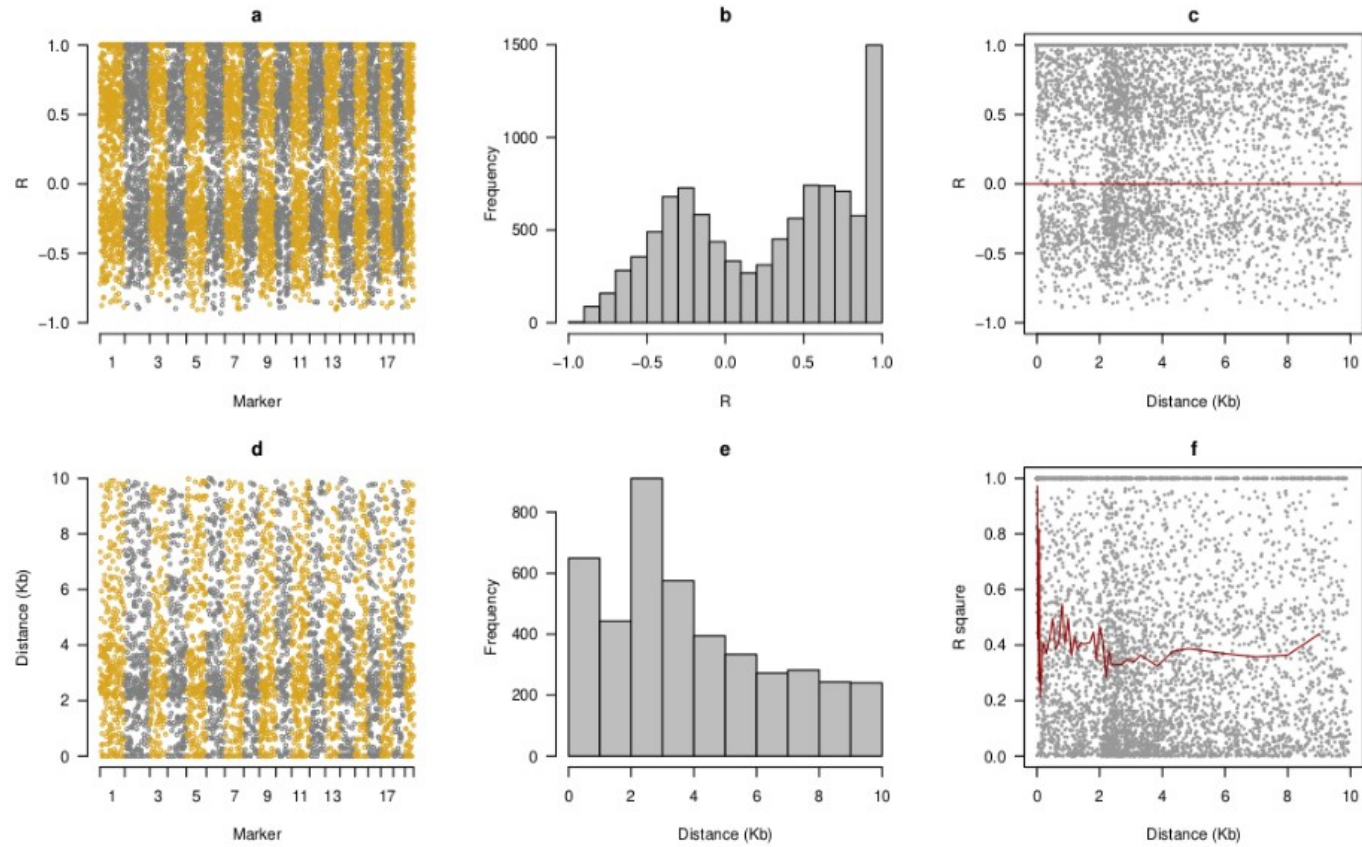 a
1.0
0.5
0.0
−0.5
−1.0
R
1 3 5 7 9 11 13 17
Marker
b
1500
1000
500
0
Frequency
−1.0 −0.5 0.0 0.5 1.0
R
c
1.0
0.5
0.0
−0.5
−1.0
R
0 2 4 6 8 10
Distance (Kb)
d
10
8
6
4
2
0
Distance (Kb)
1 3 5 7 9 11 13 17
Marker
e
800
600
400
200
0
Frequency
0 2 4 6 8 10
Distance (Kb)
f
1.0
0.8
0.6
0.4
0.2
0.0
R sqaure
0 2 4 6 8 10
Distance (Kb)